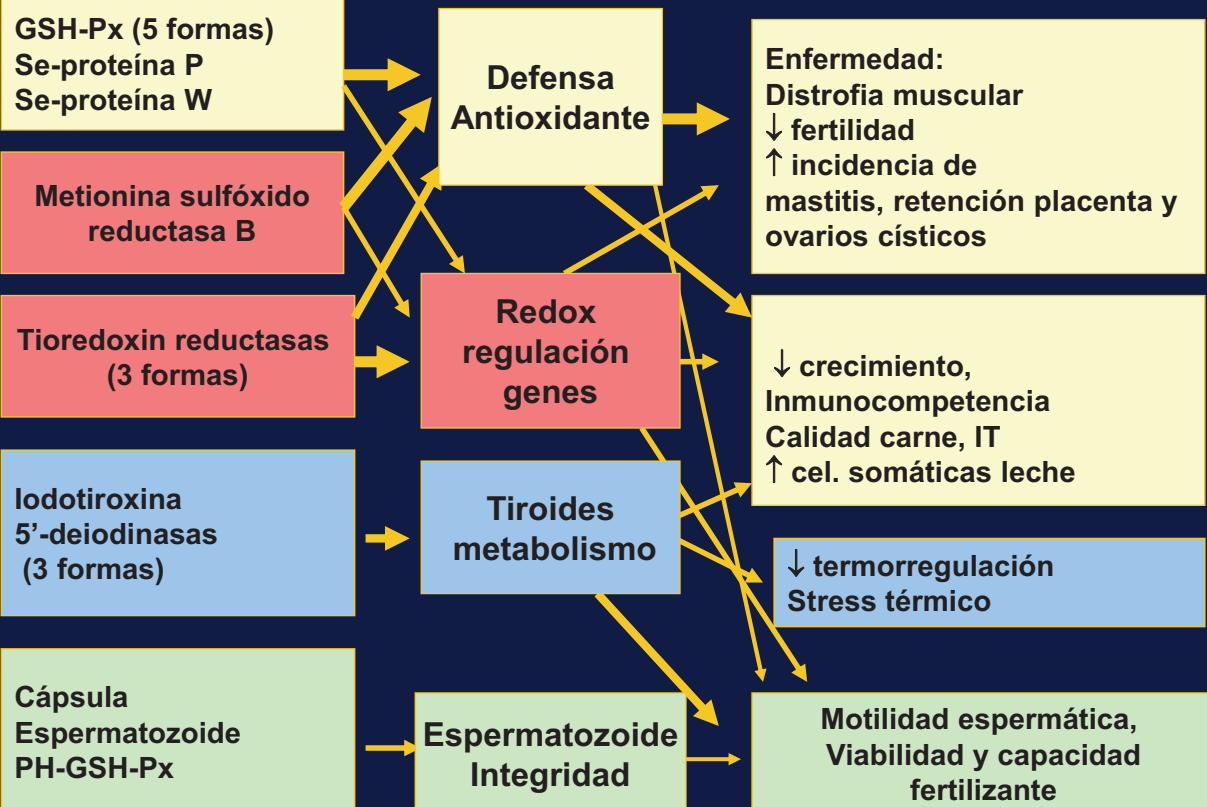 GSH-Px (5 formas)
Se-proteína P
Se-proteína W
Defensa
Antioxidante
Enfermedad:
Distrofia muscular
↓ fertilidad
↑ incidencia de
mastitis, retención placenta y
ovarios císticos
Metionina sulfóxido
reductasa B
Tioredoxin reductasas
(3 formas)
Redox
regulación
genes
↓ crecimiento,
Inmunocompetencia
Calidad carne, IT
↑ cel. somáticas leche
Iodotiroxina
5’-deiodinasas
(3 formas)
Tiroides
metabolismo
↓ termorregulación
Stress térmico
Cápsula
Espermatozoide
PH-GSH-Px
Espermatozoide
Integridad
Motilidad espermática,
Viabilidad y capacidad
fertilizante